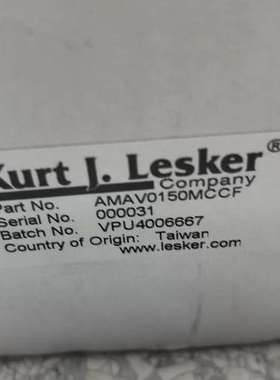 Kurt J. Lesker®
Company
Part No. AMAV0150MCCF
Serial No. 000031
Batch No. VPU4006667
Country of Origin: Taiwan
www.lesker.com